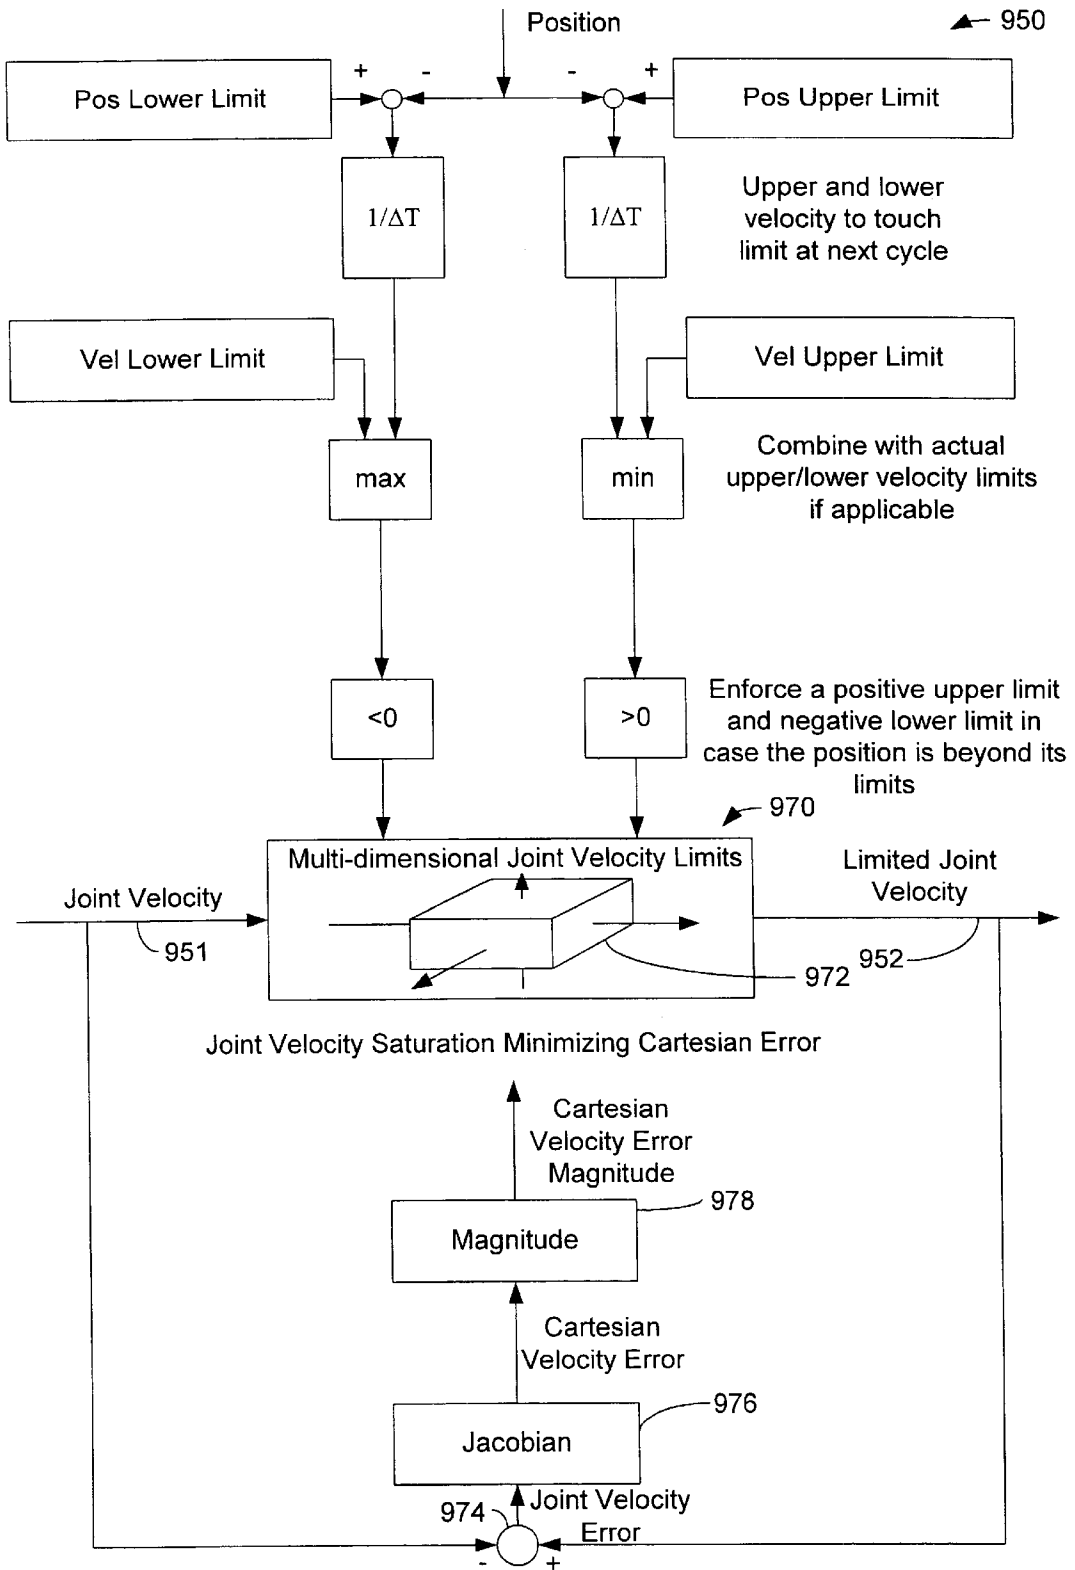 Position
950
+
-
-
+
Pos Lower Limit
Pos Upper Limit
1/ΔT
1/ΔT
Upper and lower
velocity to touch
limit at next cycle
Vel Lower Limit
Vel Upper Limit
max
min
Combine with actual
upper/lower velocity limits
if applicable
<0
>0
Enforce a positive upper limit
and negative lower limit in
case the position is beyond its
limits
970
Multi-dimensional Joint Velocity Limits
Joint Velocity
951
972
Limited Joint
Velocity
952
Joint Velocity Saturation Minimizing Cartesian Error
Cartesian
Velocity Error
Magnitude
978
Magnitude
Cartesian
Velocity Error
976
Jacobian
974
Joint Velocity
Error
-
+